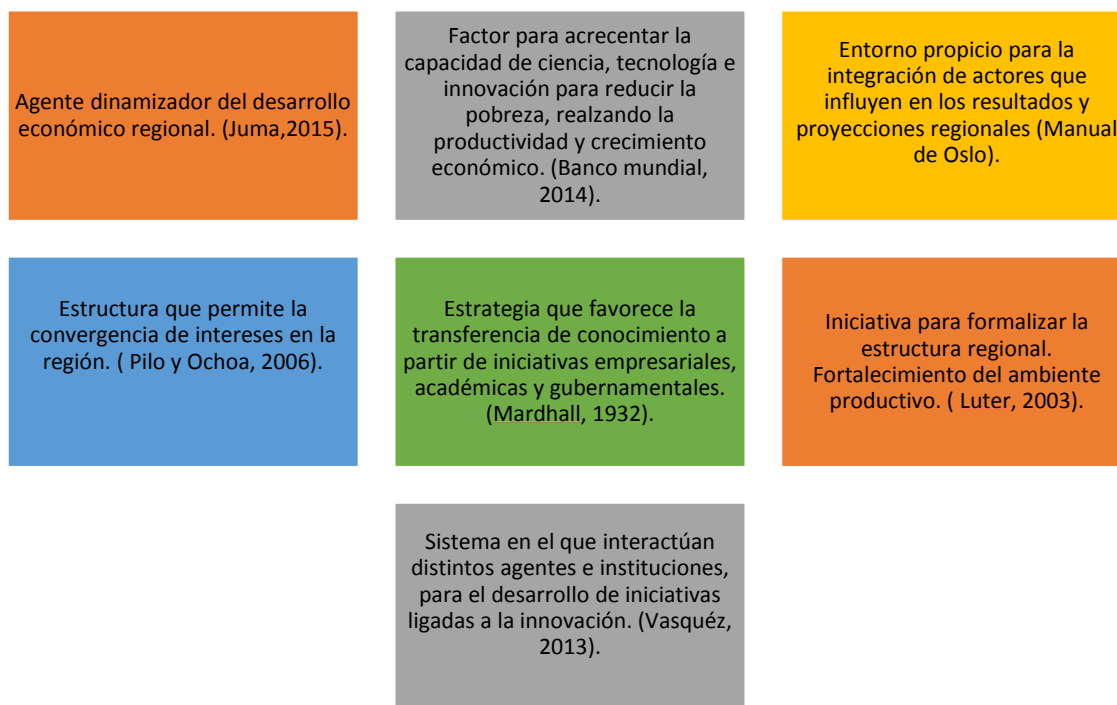 Agente dinamizador del desarrollo
económico regional. (Juma,2015).
Factor para acrecentar la
capacidad de ciencia, tecnología e
innovación para reducir la
pobreza, realzando la
productividad y crecimiento
económico. (Banco mundial,
2014).
Entorno propicio para la
integración de actores que
influyen en los resultados y
proyecciones regionales (Manual
de Oslo).
Estructura que permite la
convergencia de intereses en la
región. ( Pilo y Ochoa, 2006).
Estrategia que favorece la
transferencia de conocimiento a
partir de iniciativas empresariales,
académicas y gubernamentales.
(Mardhall, 1932).
Iniciativa para formalizar la
estructura regional.
Fortalecimiento del ambiente
productivo. ( Luter, 2003).
Sistema en el que interactúan
distintos agentes e instituciones,
para el desarrollo de iniciativas
ligadas a la innovación. (Vasquéz,
2013).